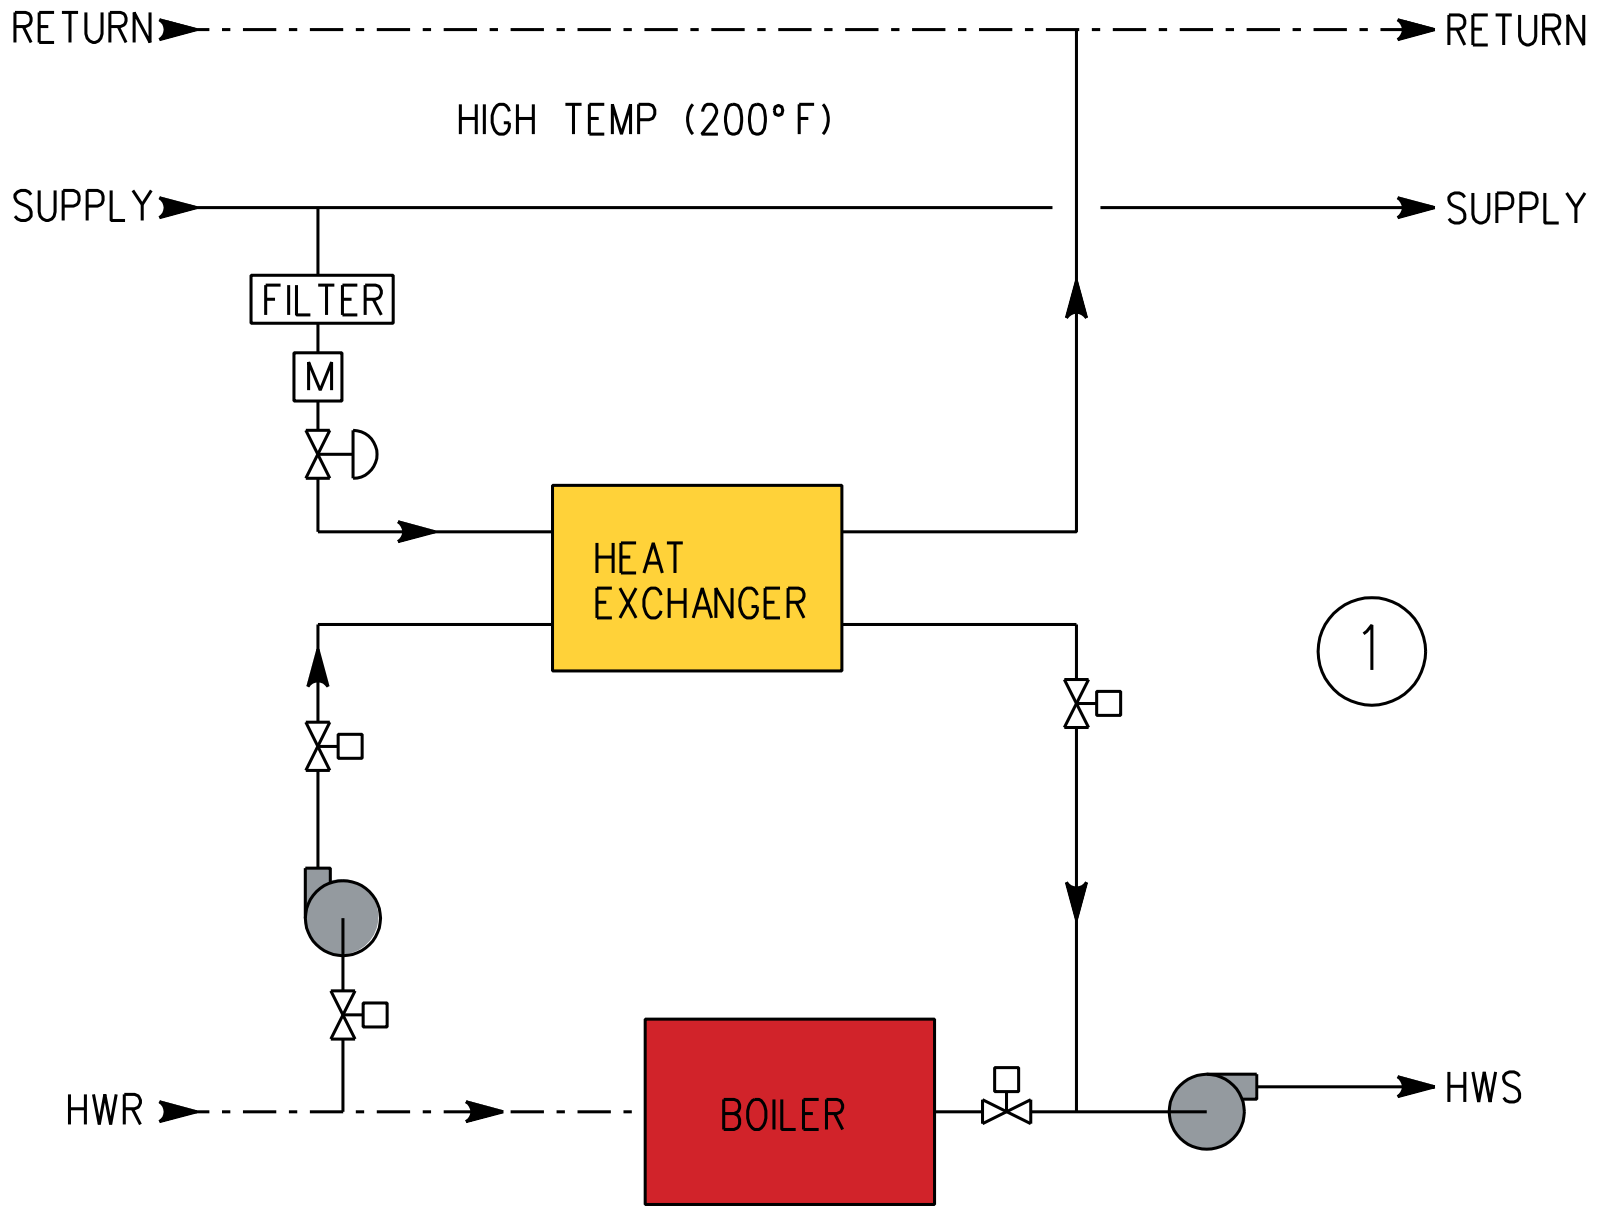 RETURN
RETURN
HIGH TEMP (200°F)
SUPPLY
SUPPLY
FILTER
M
HEAT
EXCHANGER
1
HWR
BOILER
HWS